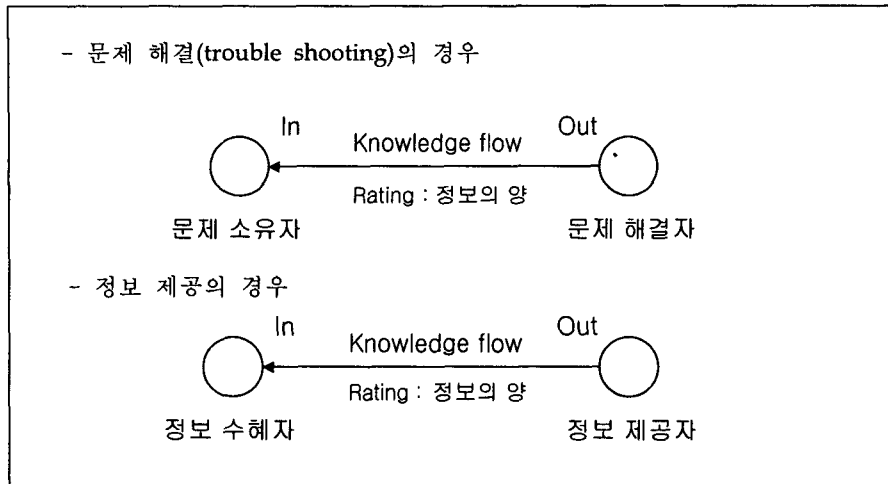 - 문제 해결(trouble shooting)의 경우
In Knowledge flow Out
Rating : 정보의 양
문제 소유자 문제 해결자
- 정보 제공의 경우
In Knowledge flow Out
Rating : 정보의 양
정보 수혜자 정보 제공자